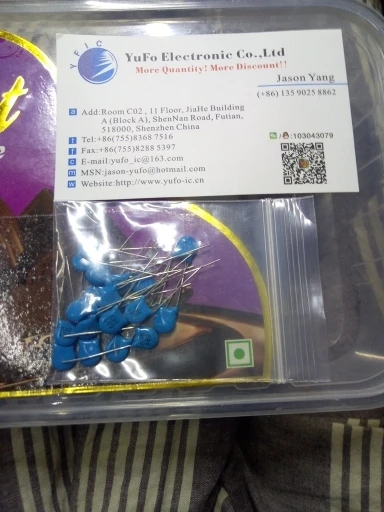 YFIC
YuFo Electronic Co.,Ltd
More Quantity! More Discount!!
Jason Yang
(+86) 135 9025 8862
a Add:Room C02 , 11 Floor, JiaHe Building
A (Block A), ShenNan Road, Futian,
518000, Shenzhen China
t Tel:+86(755)8368 7516
f Fax:+86(755)8288 5397
e E-mail:yufo_ic@163.com
m MSN:jason-yufo@hotmail.com
w Website:http://www.yufo-ic.cn
/ :103043079
t
e